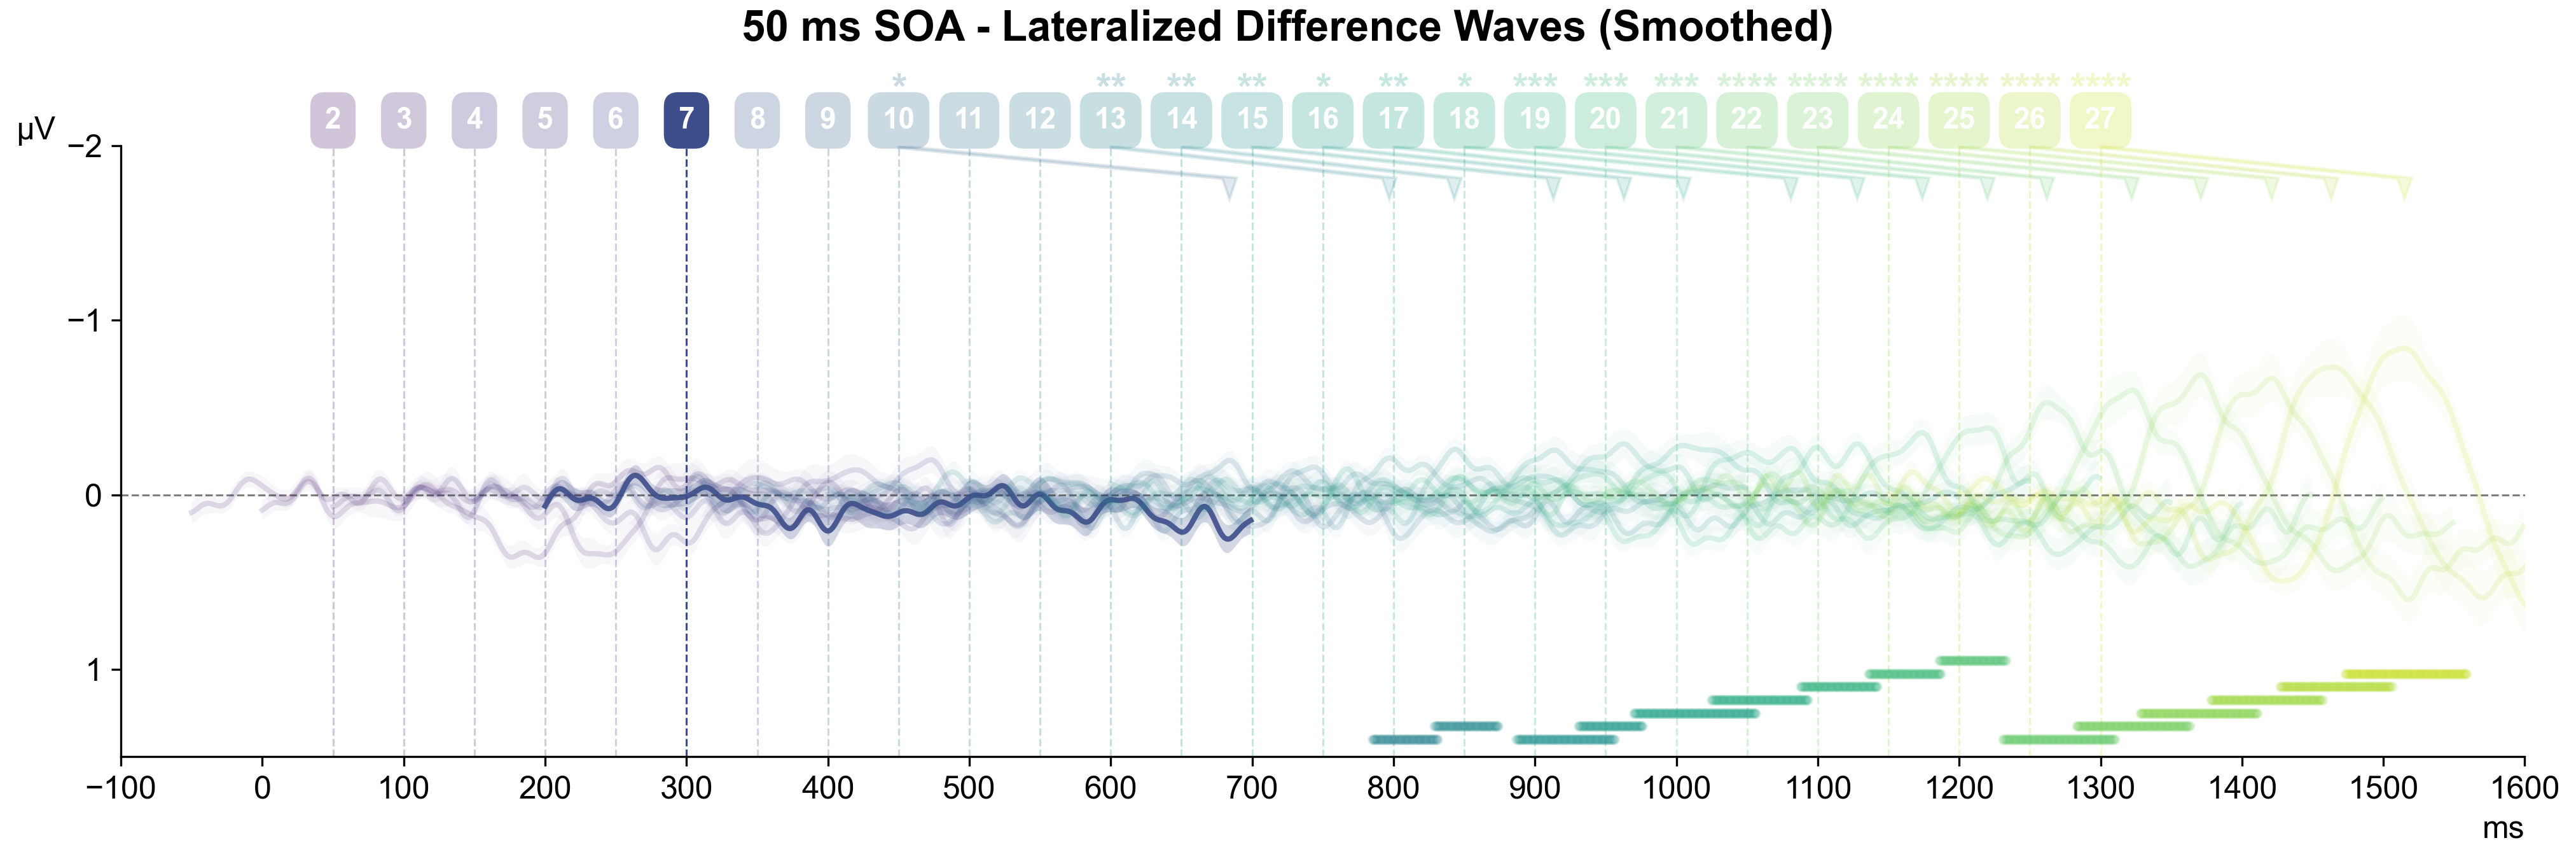 50 ms SOA - Lateralized Difference Waves (Smoothed)
* ** ** ** * ** * *** *** *** **** **** **** **** **** ****
2 3 4 5 6 7 8 9 10 11 12 13 14 15 16 17 18 19 20 21 22 23 24 25 26 27
µV
−2
−1
0
1
−100 0 100 200 300 400 500 600 700 800 900 1000 1100 1200 1300 1400 1500 1600
ms